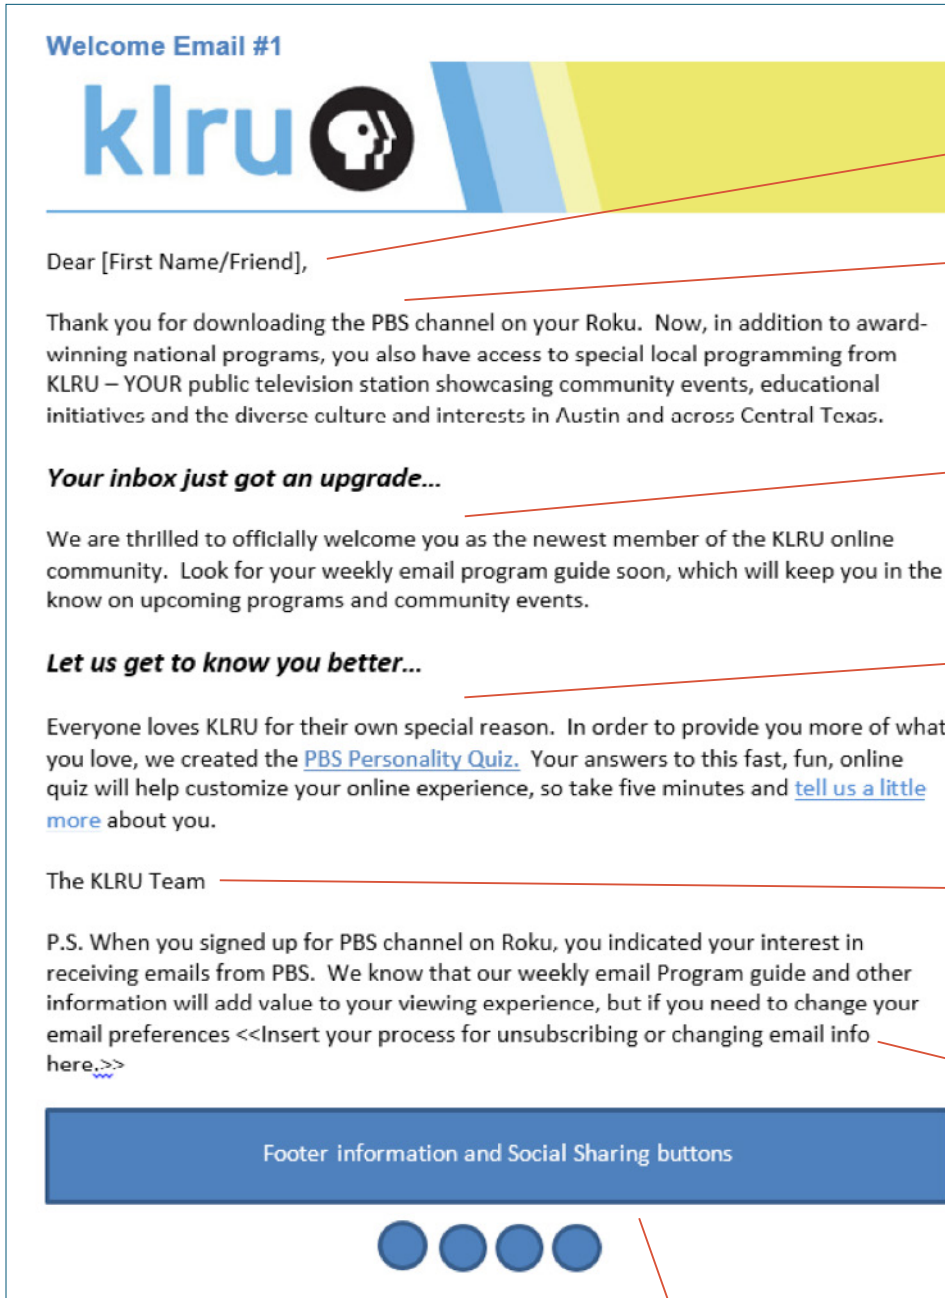 Welcome Email #1
klru
Dear [First Name/Friend],
Thank you for downloading the PBS channel on your Roku.  Now, in addition to award-
winning national programs, you also have access to special local programming from
KLRU – YOUR public television station showcasing community events, educational
initiatives and the diverse culture and interests in Austin and across Central Texas.
Your inbox just got an upgrade...
We are thrilled to officially welcome you as the newest member of the KLRU online
community.  Look for your weekly email program guide soon, which will keep you in the
know on upcoming programs and community events.
Let us get to know you better...
Everyone loves KLRU for their own special reason.  In order to provide you more of what
you love, we created the PBS Personality Quiz.  Your answers to this fast, fun, online
quiz will help customize your online experience, so take five minutes and tell us a little
more about you.
The KLRU Team
P.S. When you signed up for PBS channel on Roku, you indicated your interest in
receiving emails from PBS.  We know that our weekly email Program guide and other
information will add value to your viewing experience, but if you need to change your
email preferences <<Insert your process for unsubscribing or changing email info
here.>>
Footer information and Social Sharing buttons